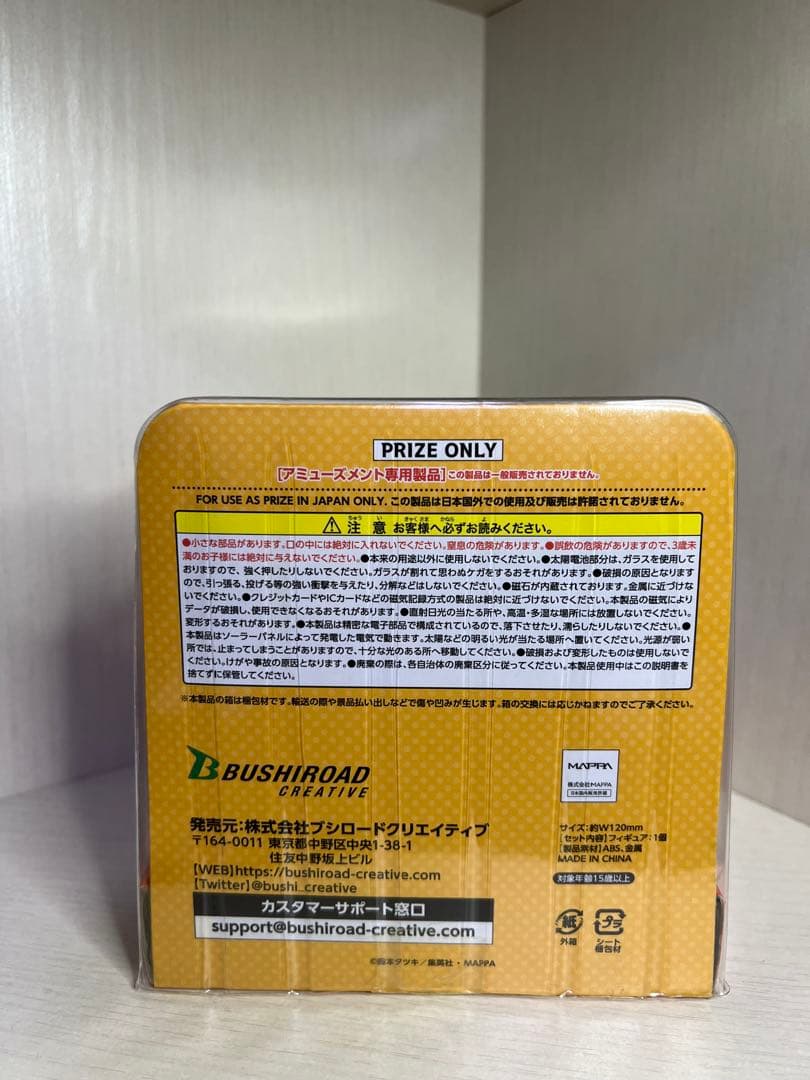 PRIZE ONLY
[アミューズメント専用製品]この製品は一般販売されておりません。
FOR USE AS PRIZE IN JAPAN ONLY. この製品は日本国外での使用及び販売は許諾されておりません。
⚠注意 お客様へ必ずお読みください。
●小さな部品があります。口の中には絶対に入れないでください。窒息の危険があります。●誤飲の危険がありますので、3歳未
満のお子様には絶対に与えないでください。●本来の用途以外に使用しないでください。●太陽電池部分は、ガラスを使用して
おりますので、強く押したりしないでください。ガラスが割れて思わぬケガをするおそれがあります。●破損の原因となります
ので、引っ張る、投げる等の強い衝撃を与えたり、分解などはしないでください。●磁石が内蔵されております。金属に近づけな
いでください。●クレジットカードやICカードなどの磁気記録方式の製品は絶対に近づけないでください。本製品の磁気により
データが破損し、使用できなくなるおそれがあります。●直射日光の当たる所や、高温・多湿な場所には放置しないでください。
変形するおそれがあります。●本製品は精密な電子部品で構成されているので、落下させたり、濡らしたりしないでください。●
本製品はソーラーパネルによって発電した電気で動きます。太陽などの明るい光が当たる場所へ置いてください。光源が弱い
所では、止まってしまうことがありますので、十分な光のある所へ移動してください。●破損および変形したものは使用しないで
ください。けがや事故の原因となります。●廃棄の際は、各自治体の廃棄区分に従ってください。本製品使用中はこの説明書を
捨てずに保管してください。
※本製品の箱は梱包材です。輸送の際や景品払い出しなどで傷や凹みが生じます。箱の交換には応じかねますのでご了承ください。
BUSHIROAD
CREATIVE
発売元：株式会社ブシロードクリエイティブ
〒164-0011 東京都中野区中央1-38-1
住友中野坂上ビル
【WEB】https://bushiroad-creative.com
【Twitter】@bushi_creative
カスタマーサポート窓口
support@bushiroad-creative.com
MAPPA
株式会社MAPPA
日本国内販売許諾
サイズ：約W120mm
【セット内容】フィギュア：1個
【製品素材】ABS、金属
MADE IN CHINA
対象年齢15歳以上
紙
外箱
プラ
シート
梱包材
©藤本タツキ／集英社・MAPPA